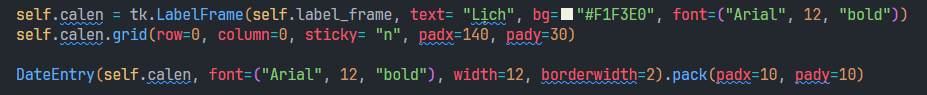 self.calen = tk.LabelFrame(self.label_frame, text= "Lịch", bg="#F1F3E0", font=("Arial", 12, "bold"))
self.calen.grid(row=0, column=0, sticky= "n", padx=140, pady=30)
DateEntry(self.calen, font=("Arial", 12, "bold"), width=12, borderwidth=2).pack(padx=10, pady=10)